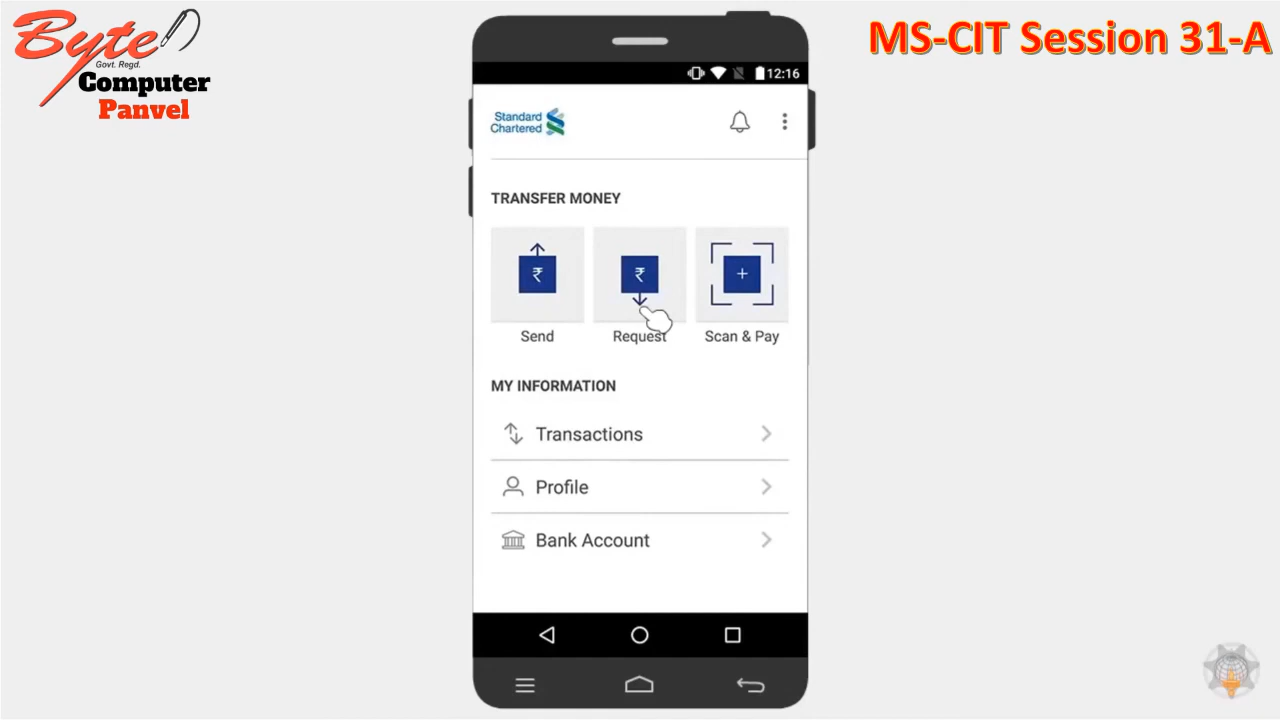 Byte
Govt. Regd.
Computer
Panvel
MS-CIT Session 31-A
12:16
Standard
Chartered
TRANSFER MONEY
₹ ₹ +
Send Request Scan & Pay
MY INFORMATION
Transactions
Profile
Bank Account